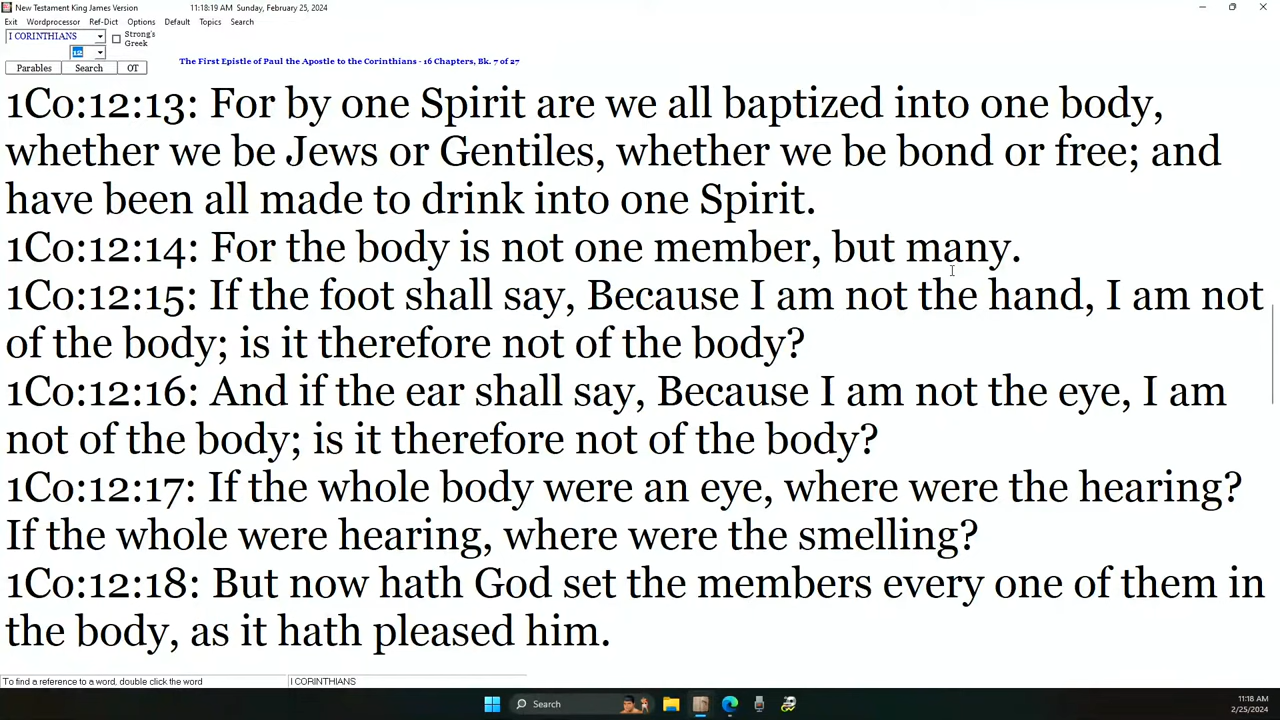 New Testament King James Version 11:18:19 AM Sunday, February 25, 2024
Exit Wordprocessor Ref-Dict Options Default Topics Search
I CORINTHIANS Strong's Greek
12
Parables Search OT
The First Epistle of Paul the Apostle to the Corinthians - 16 Chapters, Bk. 7 of 27
1Co:12:13: For by one Spirit are we all baptized into one body,
whether we be Jews or Gentiles, whether we be bond or free; and
have been all made to drink into one Spirit.
1Co:12:14: For the body is not one member, but many.
1Co:12:15: If the foot shall say, Because I am not the hand, I am not
of the body; is it therefore not of the body?
1Co:12:16: And if the ear shall say, Because I am not the eye, I am
not of the body; is it therefore not of the body?
1Co:12:17: If the whole body were an eye, where were the hearing?
If the whole were hearing, where were the smelling?
1Co:12:18: But now hath God set the members every one of them in
the body, as it hath pleased him.
To find a reference to a word, double click the word I CORINTHIANS
Search
11:18 AM
2/25/2024